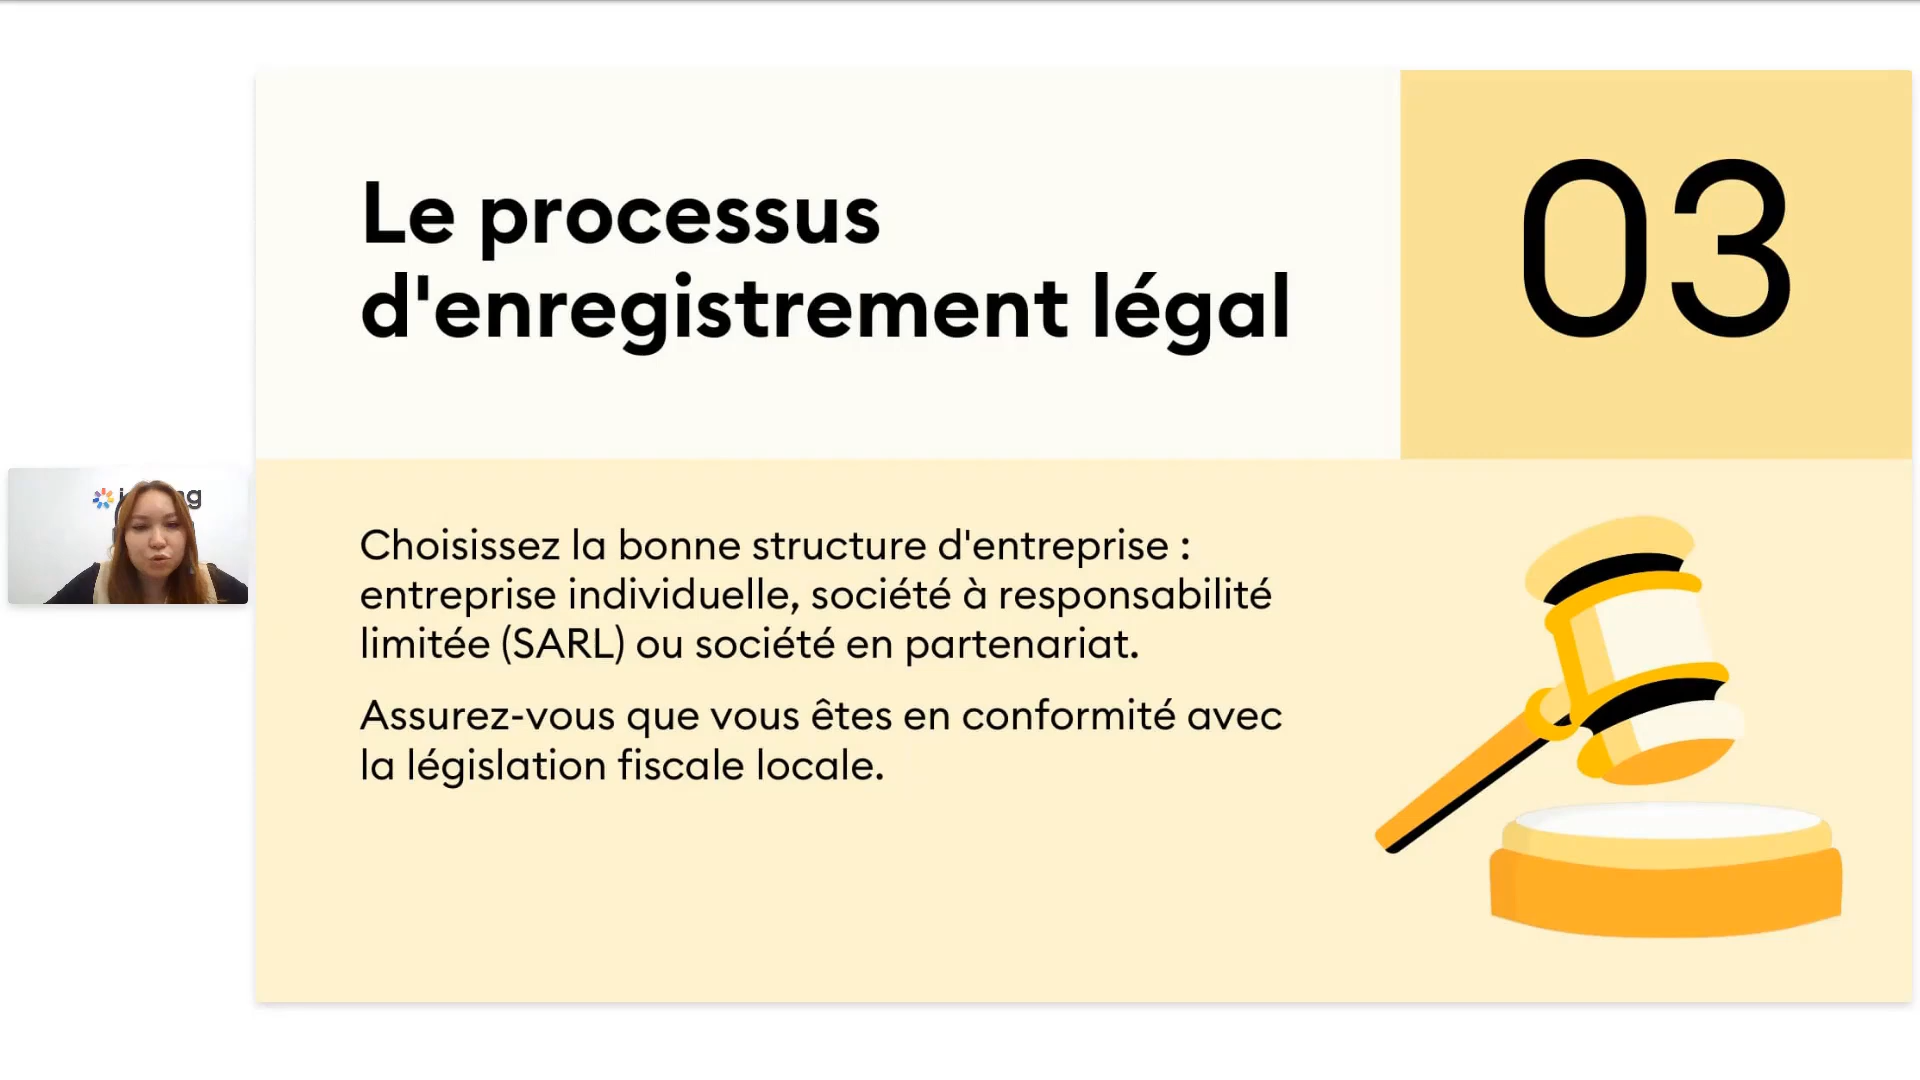 Le processus
d'enregistrement légal
03
Choisissez la bonne structure d'entreprise :
entreprise individuelle, société à responsabilité
limitée (SARL) ou société en partenariat.
Assurez-vous que vous êtes en conformité avec
la législation fiscale locale.